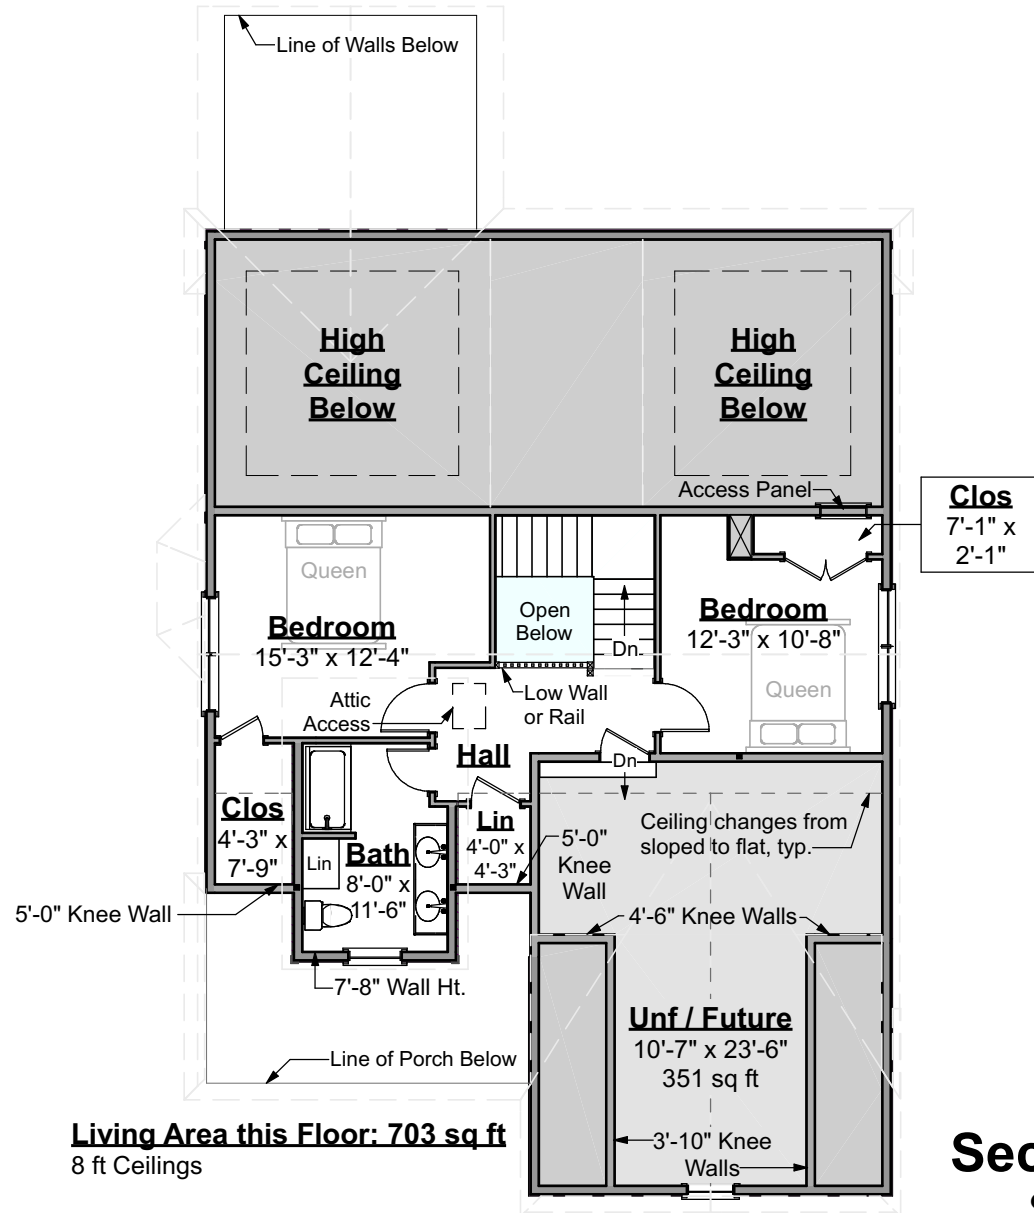 Line of Walls Below
High
Ceiling
Below
High
Ceiling
Below
Access Panel
Clos
7'-1" x
2'-1"
Queen
Bedroom
15'-3" x 12'-4"
Open
Below
Dn
Bedroom
12'-3" x 10'-8"
Queen
Attic
Access
Low Wall
or Rail
Hall
Dn
Clos
4'-3" x
7'-9"
Lin
Bath
8'-0" x
11'-6"
Lin
4'-0" x
4'-3"
5'-0"
Knee
Wall
Ceiling changes from
sloped to flat, typ.
5'-0" Knee Wall
4'-6" Knee Walls
7'-8" Wall Ht.
Unf / Future
10'-7" x 23'-6"
351 sq ft
Line of Porch Below
Living Area this Floor: 703 sq ft
8 ft Ceilings
3'-10" Knee
Walls
Sec